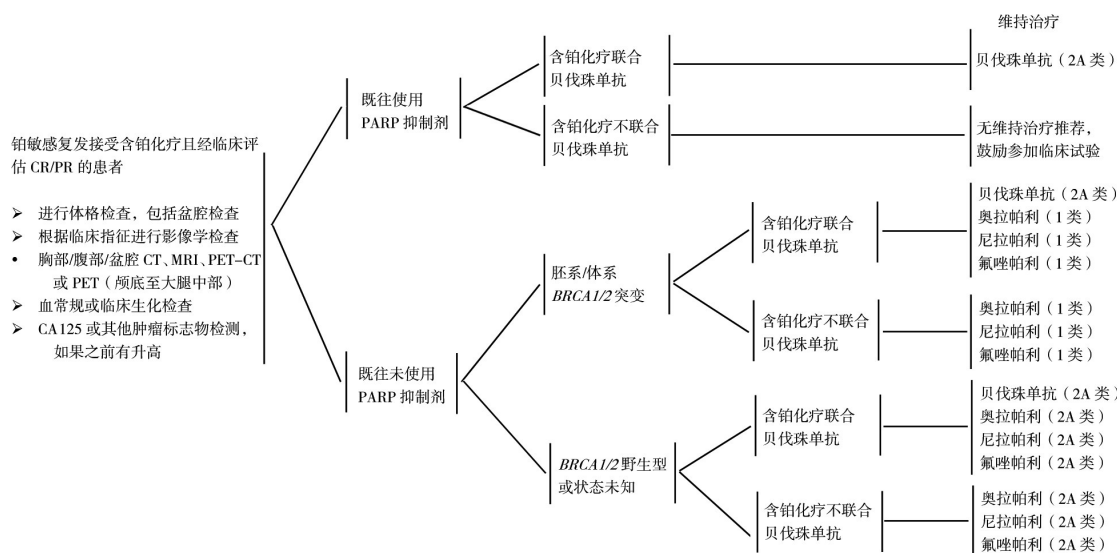 维持治疗
铂敏感复发接受含铂化疗且经临床评
估 CR/PR 的患者
➢ 进行体格检查，包括盆腔检查
➢ 根据临床指征进行影像学检查
• 胸部/腹部/盆腔 CT、MRI、PET-CT
或 PET（颅底至大腿中部）
➢ 血常规或临床生化检查
➢ CA125 或其他肿瘤标志物检测，
如果之前有升高
既往使用
PARP 抑制剂
含铂化疗联合
贝伐珠单抗
贝伐珠单抗（2A 类）
含铂化疗不联合
贝伐珠单抗
无维持治疗推荐，
鼓励参加临床试验
既往未使用
PARP 抑制剂
胚系/体系
BRCA1/2 突变
含铂化疗联合
贝伐珠单抗
贝伐珠单抗（2A 类）
奥拉帕利（1 类）
尼拉帕利（1 类）
氟唑帕利（1 类）
含铂化疗不联合
贝伐珠单抗
奥拉帕利（1 类）
尼拉帕利（1 类）
氟唑帕利（1 类）
BRCA1/2 野生型
或状态未知
含铂化疗联合
贝伐珠单抗
贝伐珠单抗（2A 类）
奥拉帕利（2A 类）
尼拉帕利（2A 类）
氟唑帕利（2A 类）
含铂化疗不联合
贝伐珠单抗
奥拉帕利（2A 类）
尼拉帕利（2A 类）
氟唑帕利（2A 类）